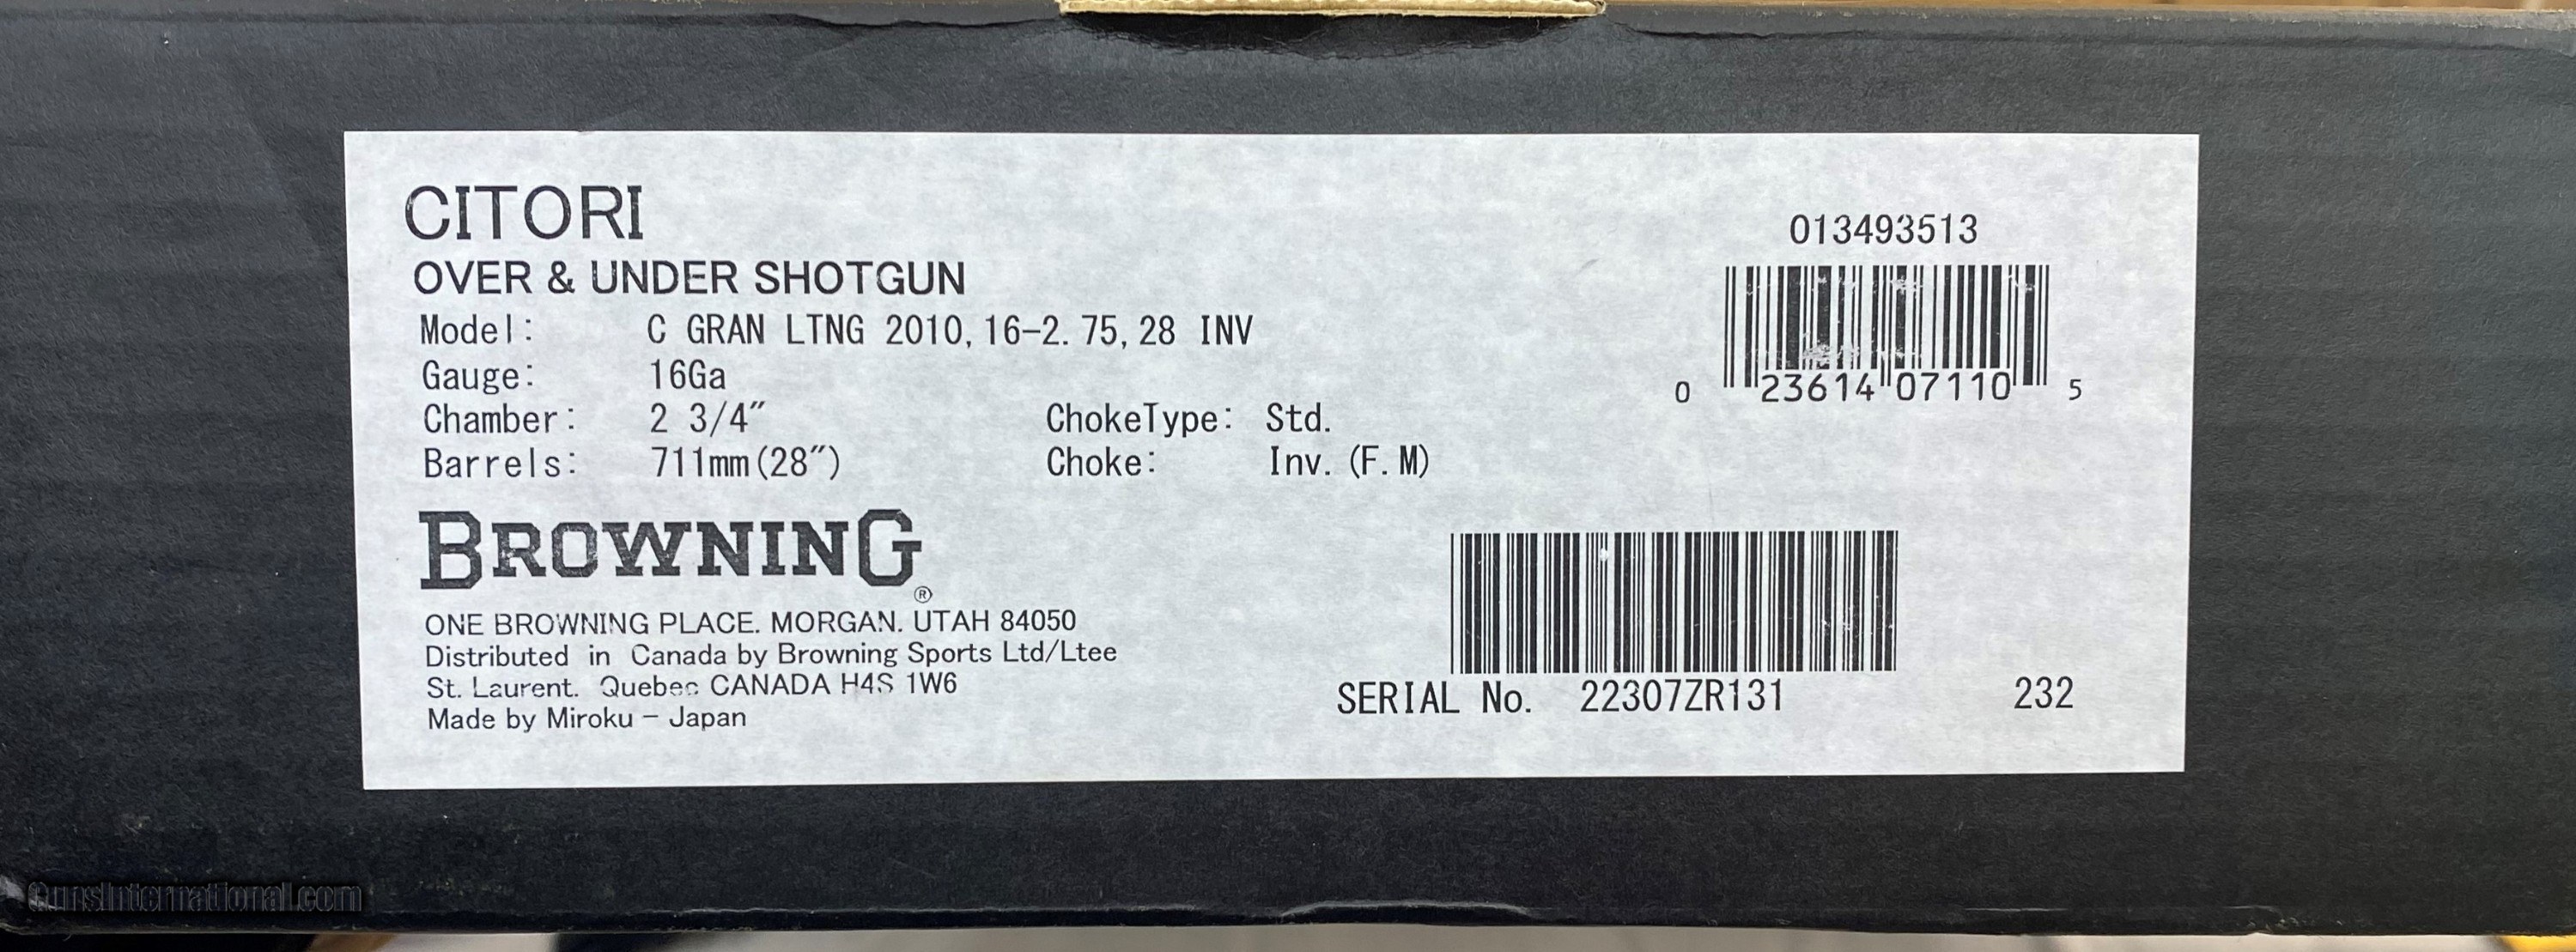 CITORI
OVER & UNDER SHOTGUN
Model: C GRAN LTNG 2010, 16-2. 75, 28 INV
Gauge: 16Ga
Chamber: 2 3/4" ChokeType: Std.
Barrels: 711mm(28") Choke: Inv. (F. M)
BROWNING®
ONE BROWNING PLACE. MORGAN. UTAH 84050
Distributed in Canada by Browning Sports Ltd/Ltee
St. Laurent. Quebec CANADA H4S 1W6
Made by Miroku - Japan
013493513
0 23614 07110 5
SERIAL No. 22307ZR131 232
GunsInternational.com